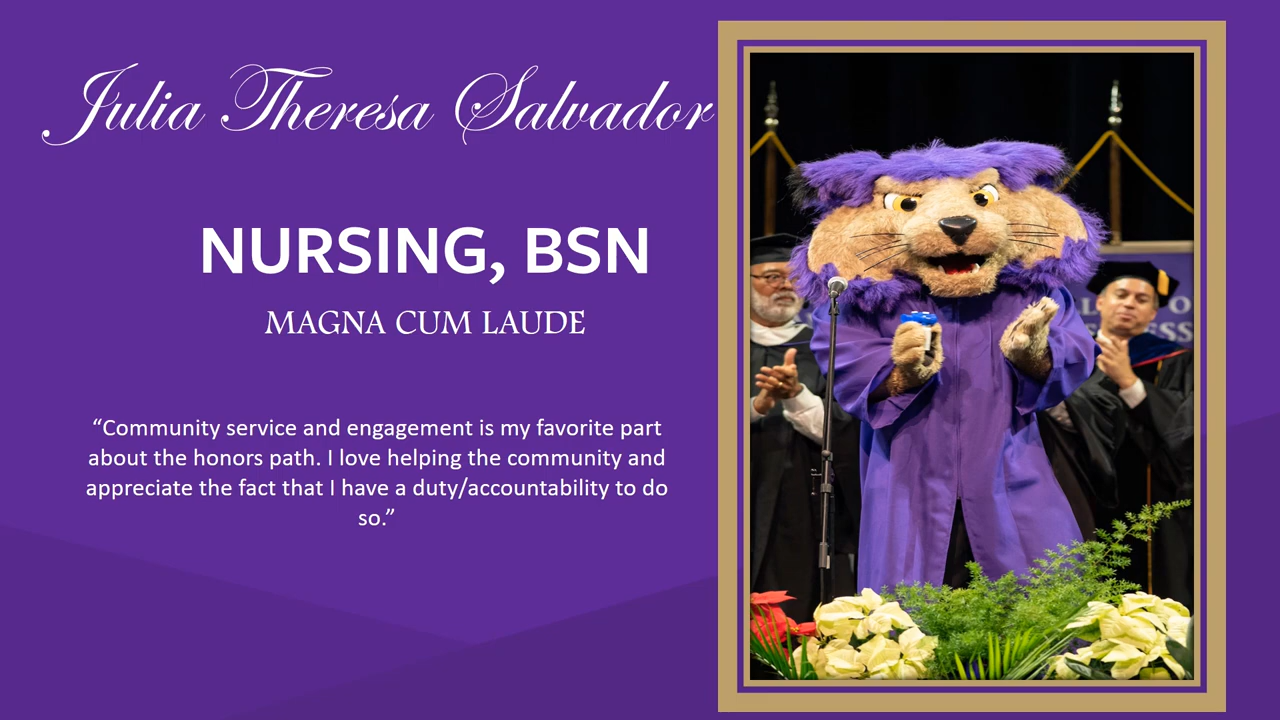 Julia Theresa Salvador
NURSING, BSN
MAGNA CUM LAUDE
“Community service and engagement is my favorite part
about the honors path. I love helping the community and
appreciate the fact that I have a duty/accountability to do
so.”